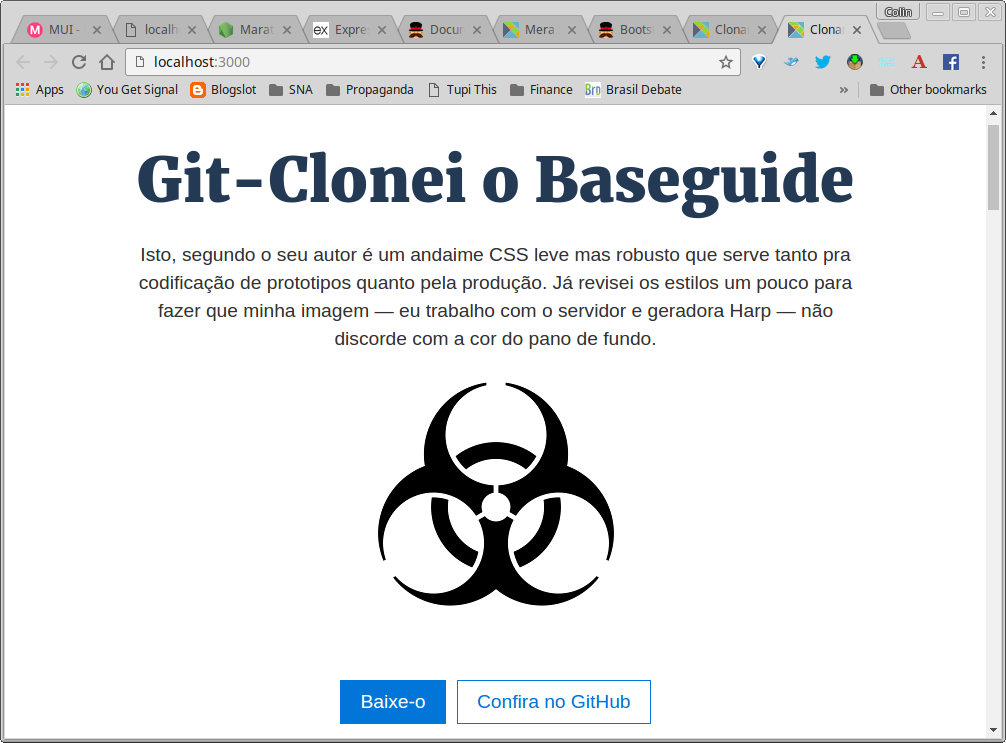 Colin
MUI - localh Marat Expre Docur Mera Boots Clona Clona
localhost:3000
Apps You Get Signal Blogslot SNA Propaganda Tupi This Finance Brasil Debate » Other bookmarks
Git-Clonei o Baseguide
Isto, segundo o seu autor é um andaime CSS leve mas robusto que serve tanto pra
codificação de prototipos quanto pela produção. Já revisei os estilos um pouco para
fazer que minha imagem — eu trabalho com o servidor e geradora Harp — não
discorde com a cor do pano de fundo.
Baixe-o Confira no GitHub